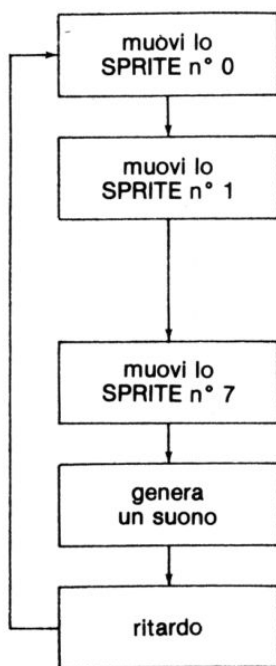 muovi lo
SPRITE n° 0
muovi lo
SPRITE n° 1
muovi lo
SPRITE n° 7
genera
un suono
ritardo